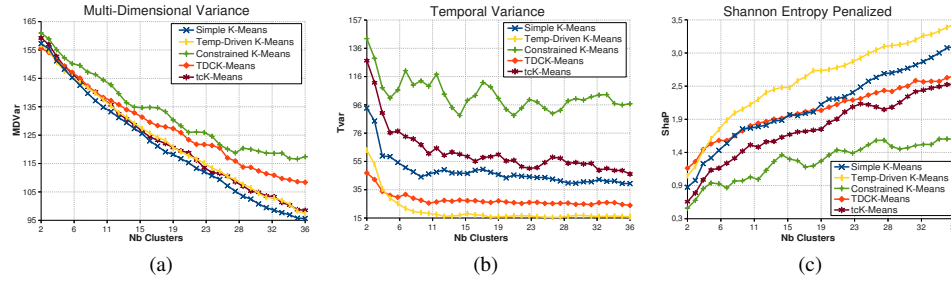 Multi-Dimensional Variance
MDVar
165
155
145
135
125
115
105
95
2 6 11 15 19 23 28 32 36
Nb Clusters
Simple K-Means
Temp-Driven K-Means
Constrained K-Means
TDCK-Means
tcK-Means
(a)
Temporal Variance
Tvar
157
136
116
96
76
55
35
15
2 6 11 15 19 23 28 32 36
Nb Clusters
Simple K-Means
Temp-Driven K-Means
Constrained K-Means
TDCK-Means
tcK-Means
(b)
Shannon Entropy Penalized
ShaP
3.5
3.0
2.5
1.9
1.4
0.9
0.3
2 6 11 15 19 23 28 32
Nb Clusters
Simple K-Means
Temp-Driven K-Means
Constrained K-Means
TDCK-Means
tcK-Means
(c)